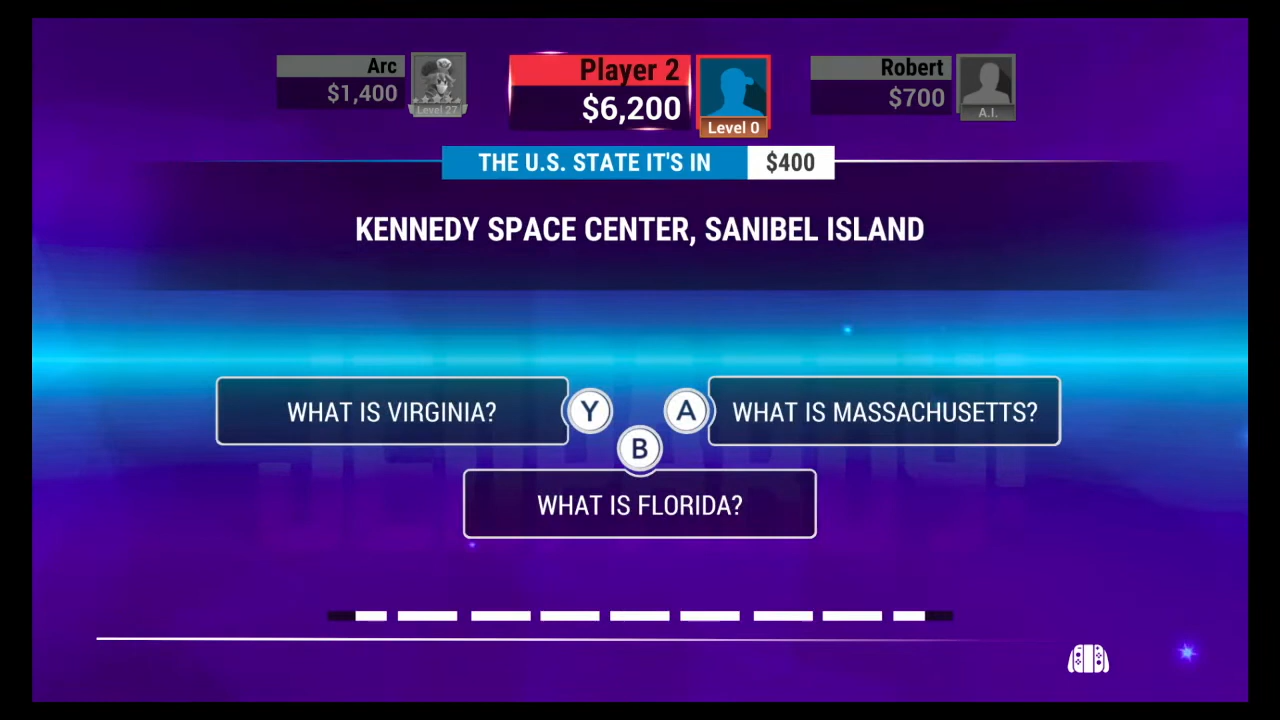 Arc
$1,400
Level 27
Player 2
$6,200
Level 0
Robert
$700
A.I.
THE U.S. STATE IT'S IN $400
KENNEDY SPACE CENTER, SANIBEL ISLAND
WHAT IS VIRGINIA? Y A WHAT IS MASSACHUSETTS?
B
WHAT IS FLORIDA?